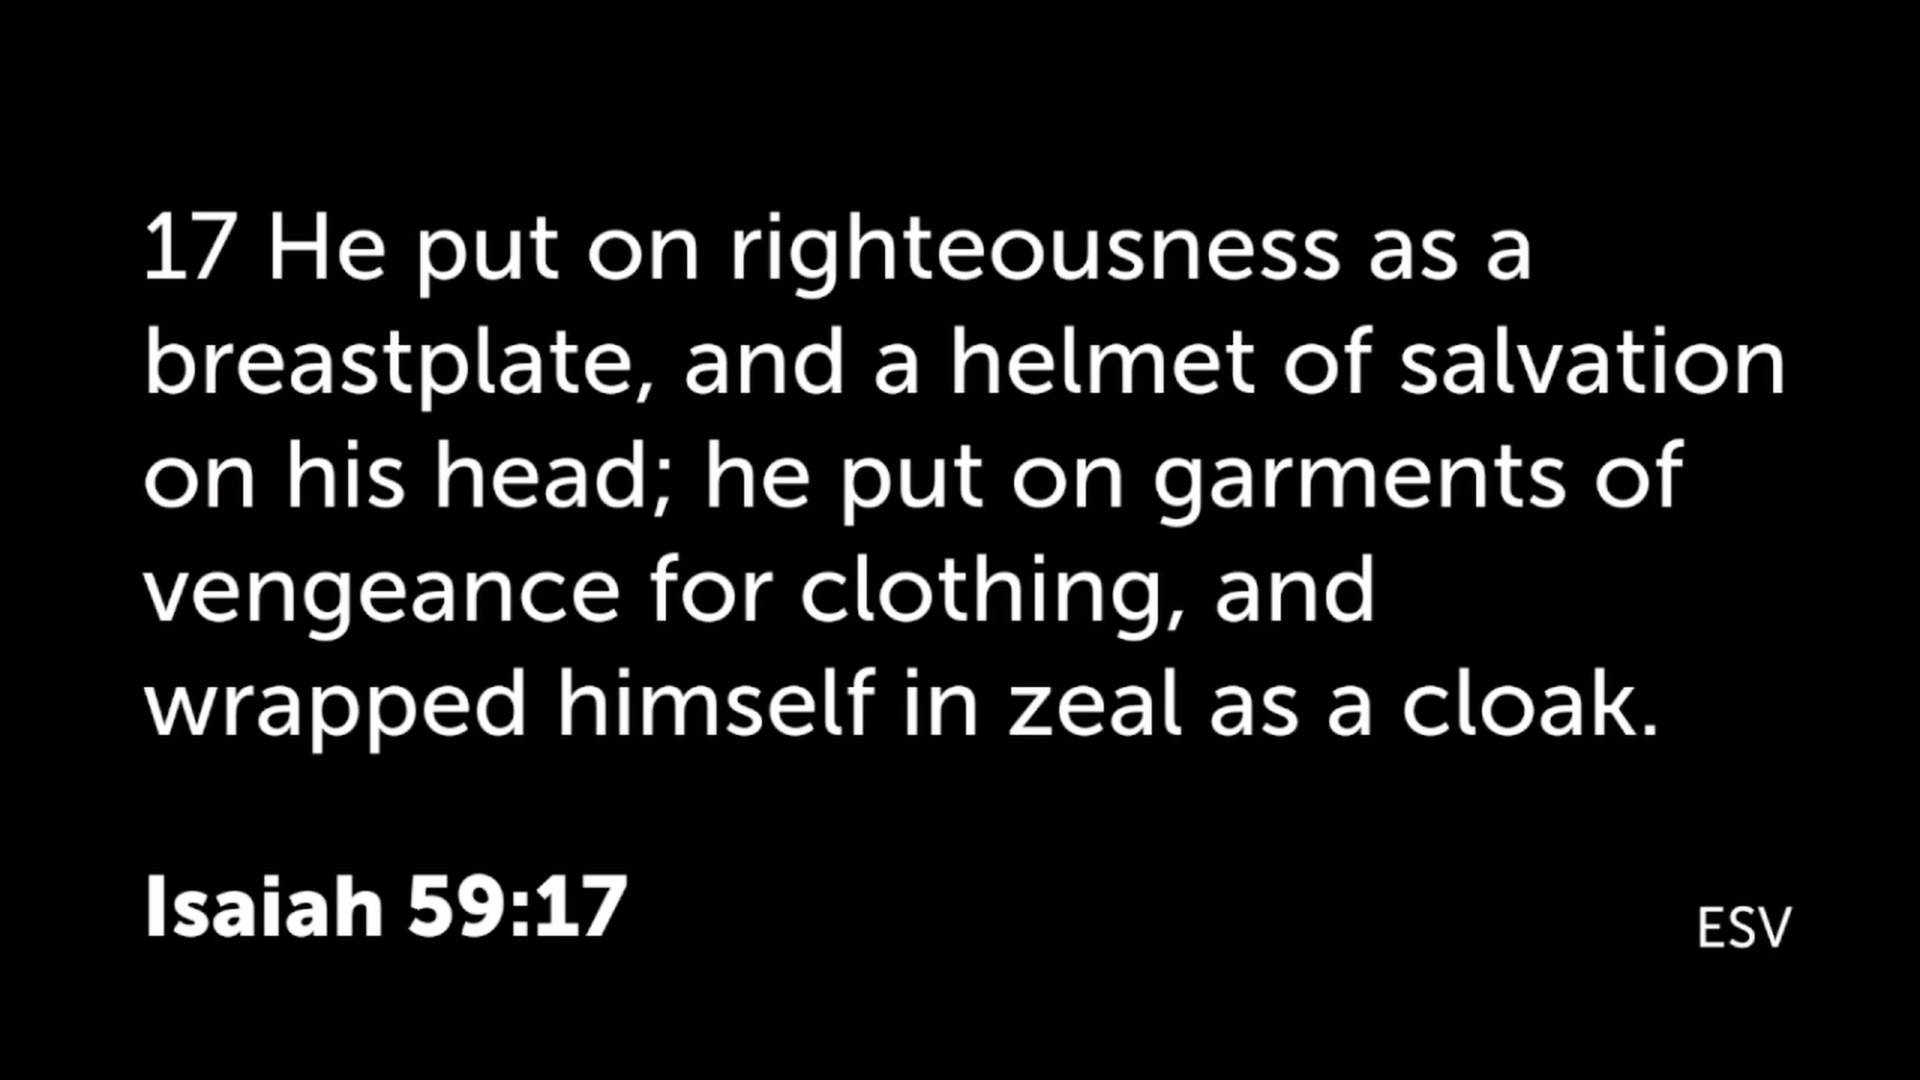 17 He put on righteousness as a
breastplate, and a helmet of salvation
on his head; he put on garments of
vengeance for clothing, and
wrapped himself in zeal as a cloak.
Isaiah 59:17
ESV